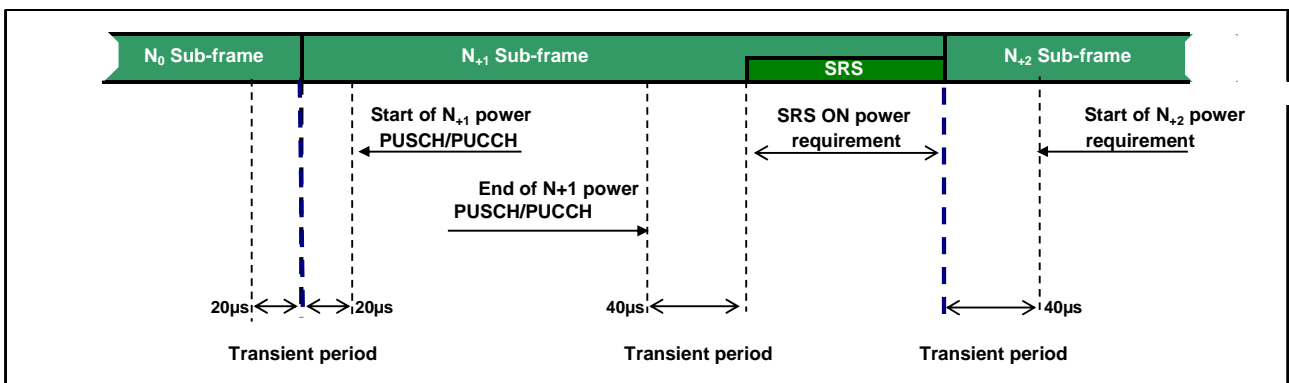 N0 Sub-frame
N+1 Sub-frame
N+2 Sub-frame
SRS
Start of N+1 power
PUSCH/PUCCH
SRS ON power
requirement
Start of N+2 power
requirement
End of N+1 power
PUSCH/PUCCH
20µs
20µs
40µs
40µs
Transient period
Transient period
Transient period